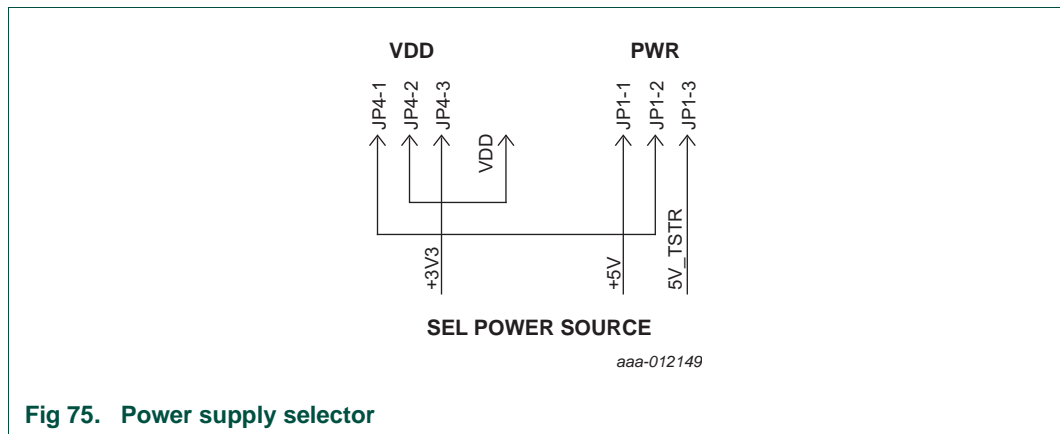 VDD
PWR
JP4-1
JP4-2
JP4-3
VDD
JP1-1
JP1-2
JP1-3
+3V3
+5V
5V_TSTR
SEL POWER SOURCE
aaa-012149
Fig 75. Power supply selector